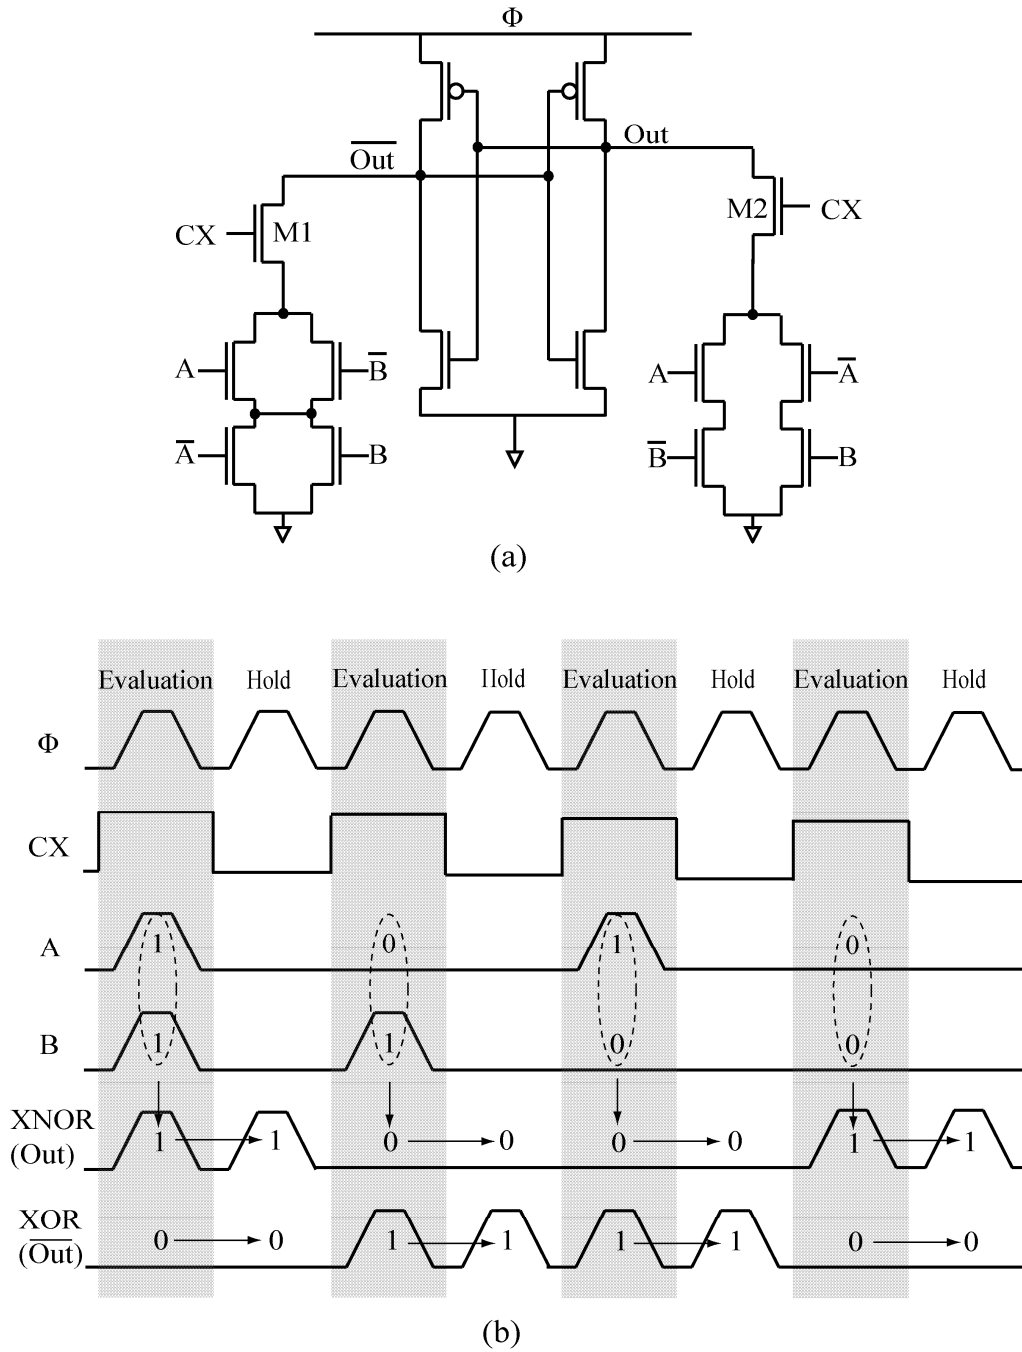 Φ
Out
O̅u̅t̅
M2
CX
CX
M1
A
B̅
A
A̅
A̅
B
B̅
B
(a)
Evaluation Hold Evaluation Hold Evaluation Hold Evaluation Hold
Φ
CX
A 1 0 1 0
B 1 1 0 0
XNOR
(Out) 1 1 0 0 0 0 1 1
XOR
(O̅u̅t̅) 0 0 1 1 1 1 0 0
(b)